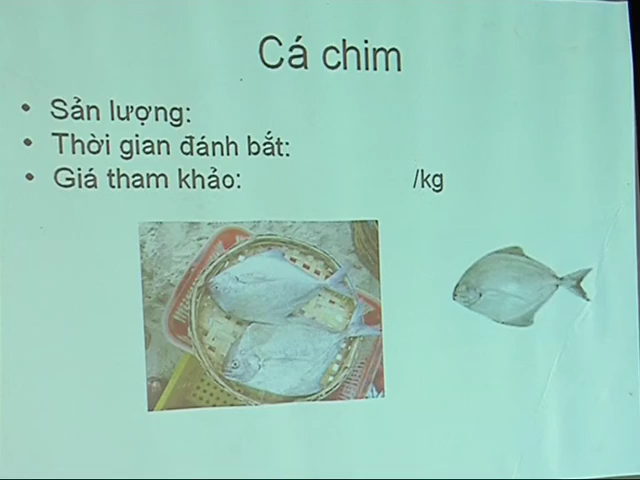 Cá chim
• Sản lượng:
• Thời gian đánh bắt:
• Giá tham khảo: /kg